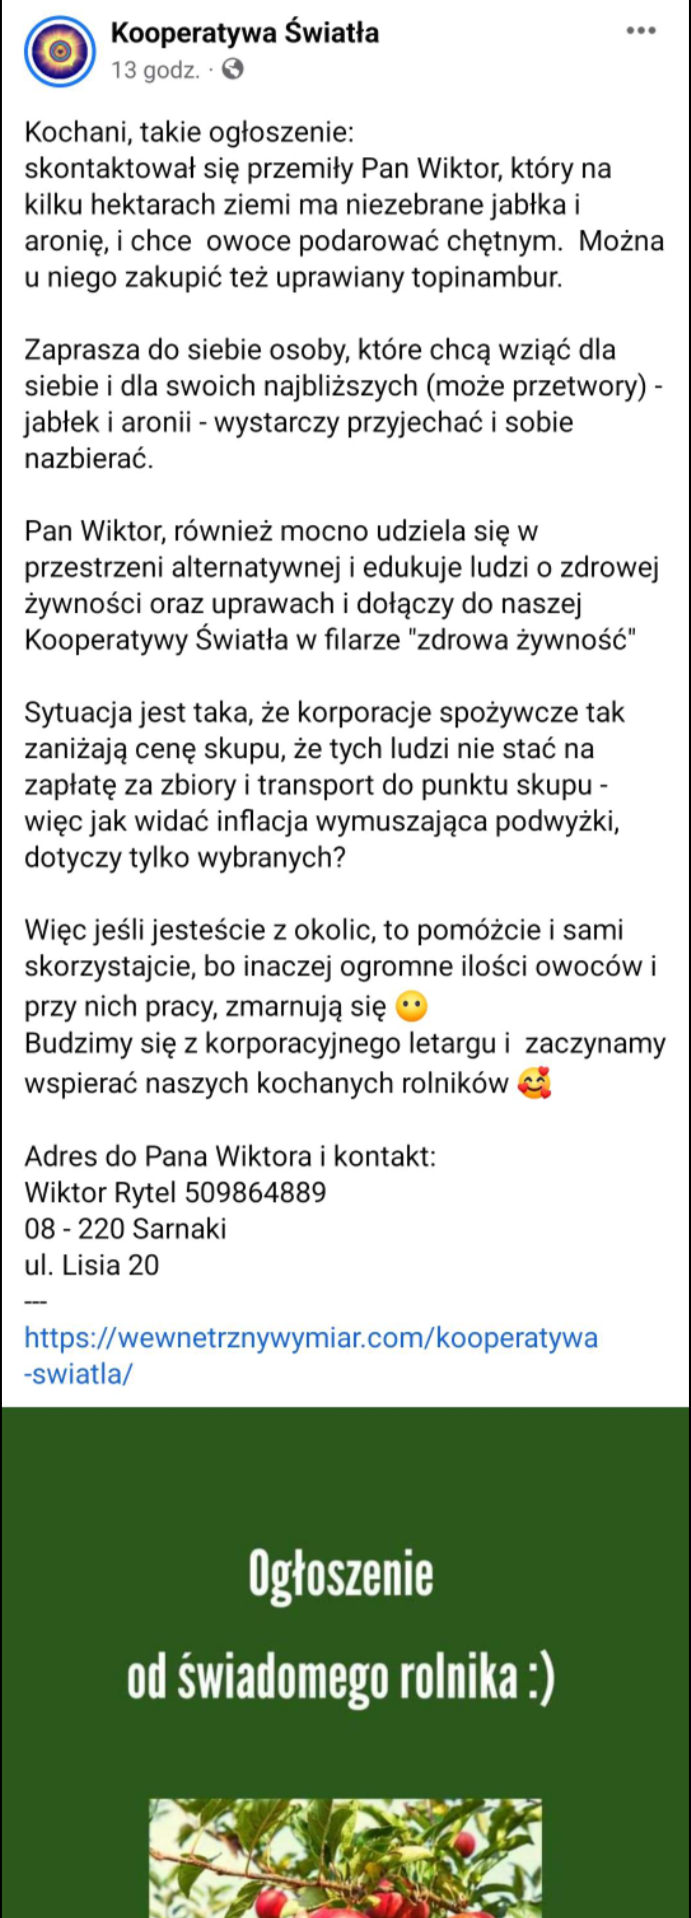 Kooperatywa Światła
13 godz. ·
Kochani, takie ogłoszenie:
skontaktował się przemiły Pan Wiktor, który na
kilku hektarach ziemi ma niezebrane jabłka i
aronię, i chce  owoce podarować chętnym.  Można
u niego zakupić też uprawiany topinambur.
Zaprasza do siebie osoby, które chcą wziąć dla
siebie i dla swoich najbliższych (może przetwory) -
jabłek i aronii - wystarczy przyjechać i sobie
nazbierać.
Pan Wiktor, również mocno udziela się w
przestrzeni alternatywnej i edukuje ludzi o zdrowej
żywności oraz uprawach i dołączy do naszej
Kooperatywy Światła w filarze "zdrowa żywność"
Sytuacja jest taka, że korporacje spożywcze tak
zaniżają cenę skupu, że tych ludzi nie stać na
zapłatę za zbiory i transport do punktu skupu -
więc jak widać inflacja wymuszająca podwyżki,
dotyczy tylko wybranych?
Więc jeśli jesteście z okolic, to pomóżcie i sami
skorzystajcie, bo inaczej ogromne ilości owoców i
przy nich pracy, zmarnują się 😶
Budzimy się z korporacyjnego letargu i  zaczynamy
wspierać naszych kochanych rolników 🥰
Adres do Pana Wiktora i kontakt:
Wiktor Rytel 509864889
08 - 220 Sarnaki
ul. Lisia 20
---
https://wewnetrznywymiar.com/kooperatywa
-swiatla/
Ogłoszenie
od świadomego rolnika :)